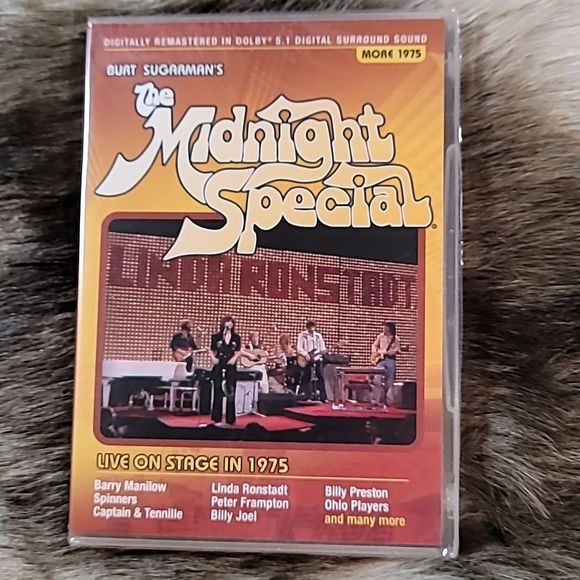 DIGITALLY REMASTERED IN DOLBY® 5.1 DIGITAL SURROUND SOUND
MORE 1975
BURT SUGARMAN'S
The
Midnight
Special®
LINDA RONSTADT
LIVE ON STAGE IN 1975
Barry Manilow
Spinners
Captain & Tennille
Linda Ronstadt
Peter Frampton
Billy Joel
Billy Preston
Ohio Players
and many more